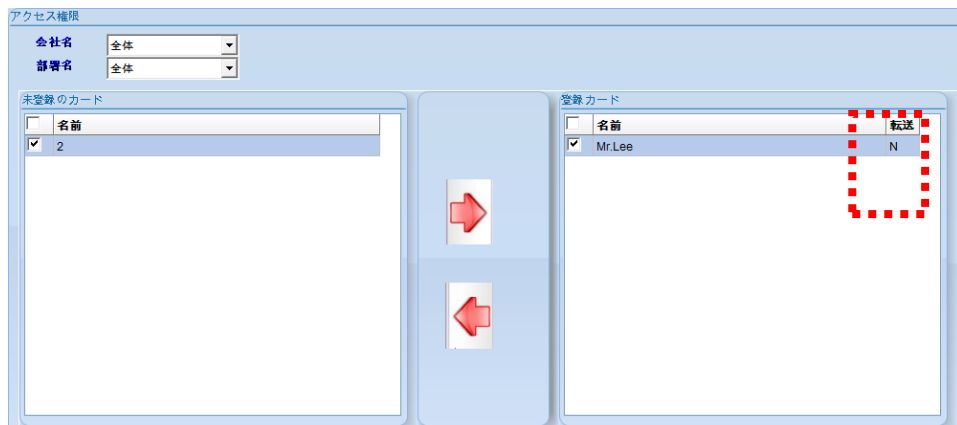 アクセス権限
会社名 全体
部署名 全体
未登録のカード
名前
2
登録カード
名前 転送
Mr.Lee N